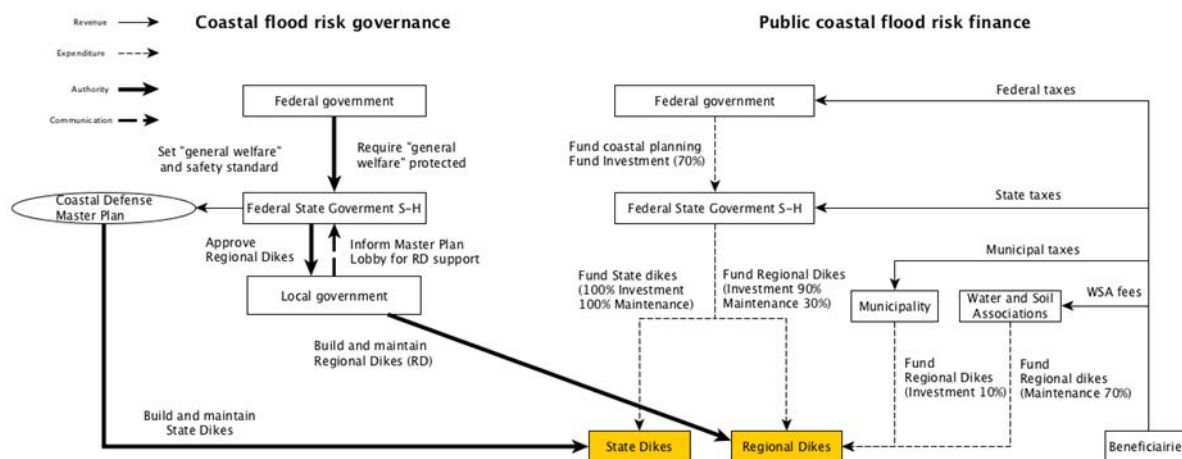 Coastal flood risk governance
Public coastal flood risk finance
Revenue
Expenditure
Authority
Communication
Federal government
Set "general welfare"
and safety standard
Require "general
welfare" protected
Coastal Defense
Master Plan
Federal State Goverment S-H
Approve
Regional Dikes
Inform Master Plan
Lobby for RD support
Local government
Build and maintain
Regional Dikes (RD)
Build and maintain
State Dikes
Federal government
Federal taxes
Fund coastal planning
Fund Investment (70%)
Federal State Goverment S-H
State taxes
Municipal taxes
Fund State dikes
(100% Investment
100% Maintenance)
Fund Regional Dikes
(Investment 90%
Maintenance 30%)
Municipality
Water and Soil
Associations
WSA fees
Fund
Regional Dikes
(Investment 10%)
Fund
Regional dikes
(Maintenance 70%)
State Dikes
Regional Dikes
Beneficiairie